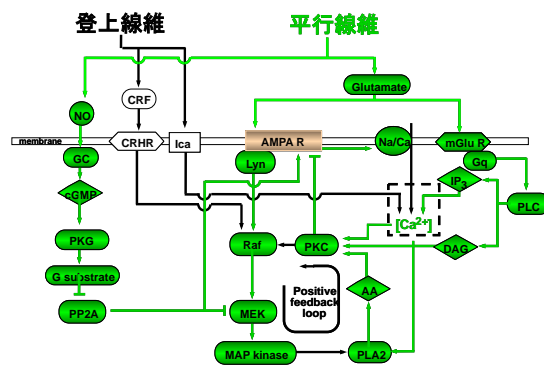 登上線維
平行線維
Glutamate
CRF
NO
membrane
CRHR
Ica
AMPA R
Na/Ca
mGlu R
GC
Lyn
Gq
cGMP
IP3
PLC
[Ca2+]
PKG
Raf
PKC
DAG
G substrate
AA
Positive
feedback
loop
PP2A
MEK
MAP kinase
PLA2